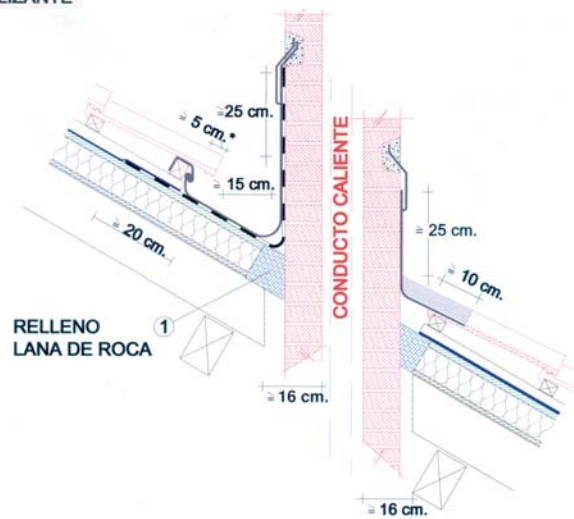 LIZANTE
25 cm.
5 cm.*
15 cm.
20 cm.
RELLENO
LANA DE ROCA
1
16 cm.
CONDUCTO CALIENTE
25 cm.
10 cm.
16 cm.